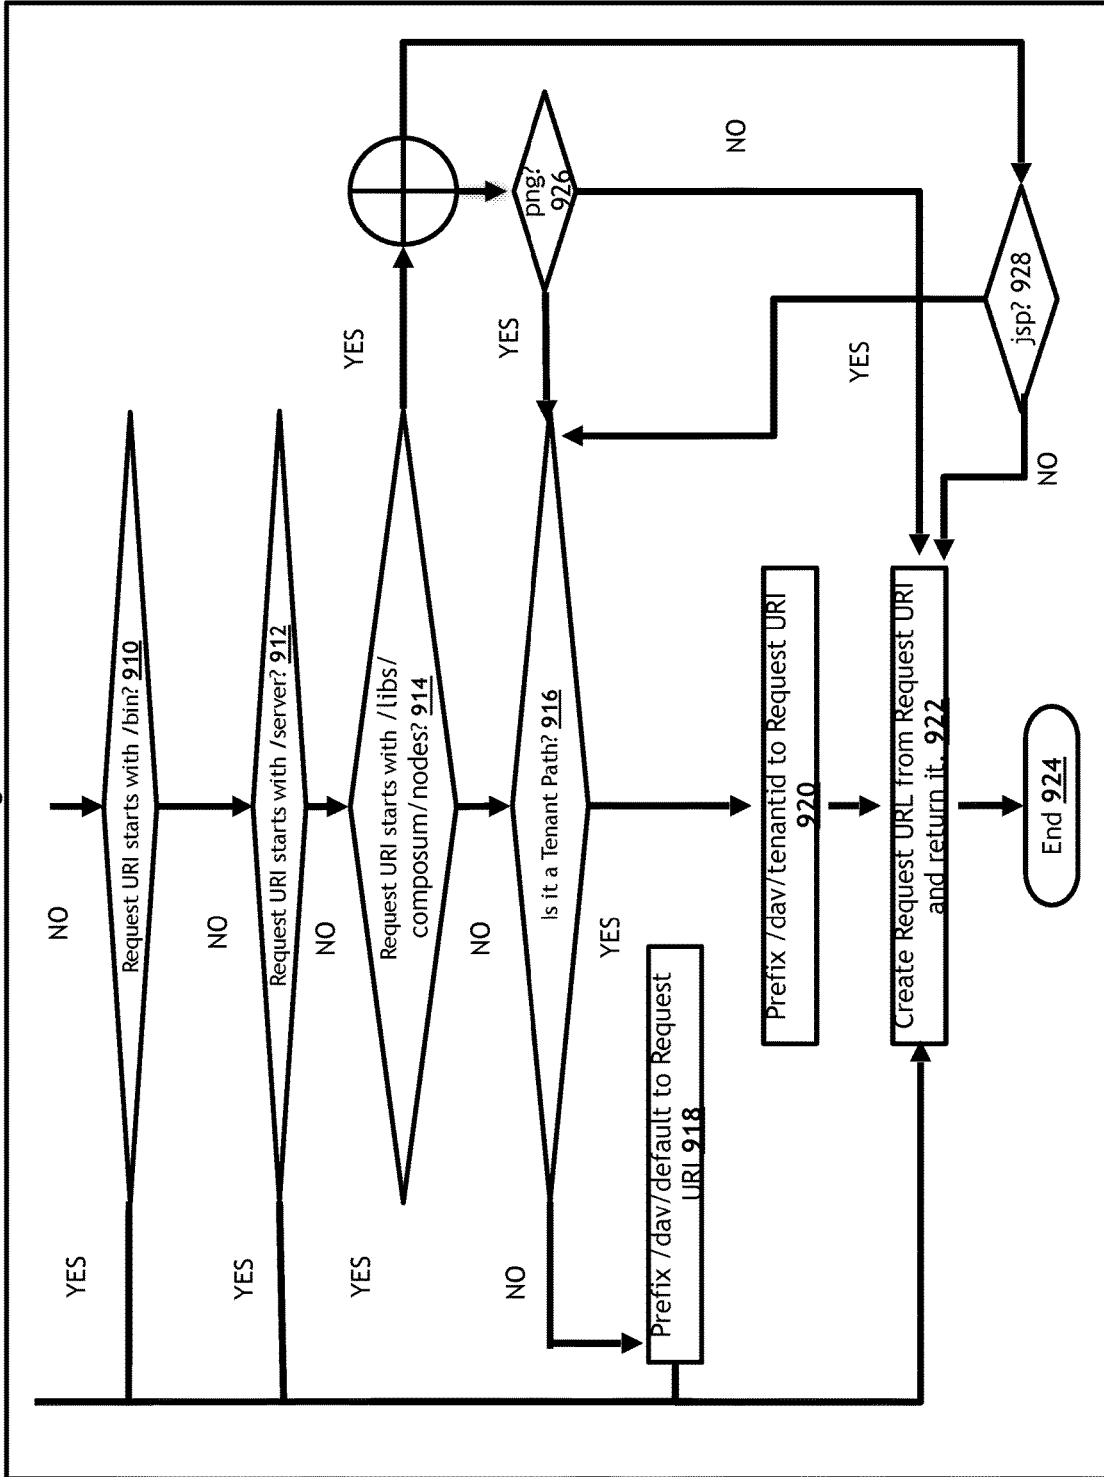 NO
Request URI starts with /bin? 910
YES
NO
Request URI starts with /server? 912
YES
NO
Request URI starts with /libs/
composum/nodes? 914
YES
YES
NO
Is it a Tenant Path? 916
NO
YES
YES
png?
926
NO
jsp? 928
YES
NO
Prefix /dav/default to Request
URI 918
Prefix /dav/tenantid to Request URI
920
Create Request URL from Request URI
and return it. 922
End 924